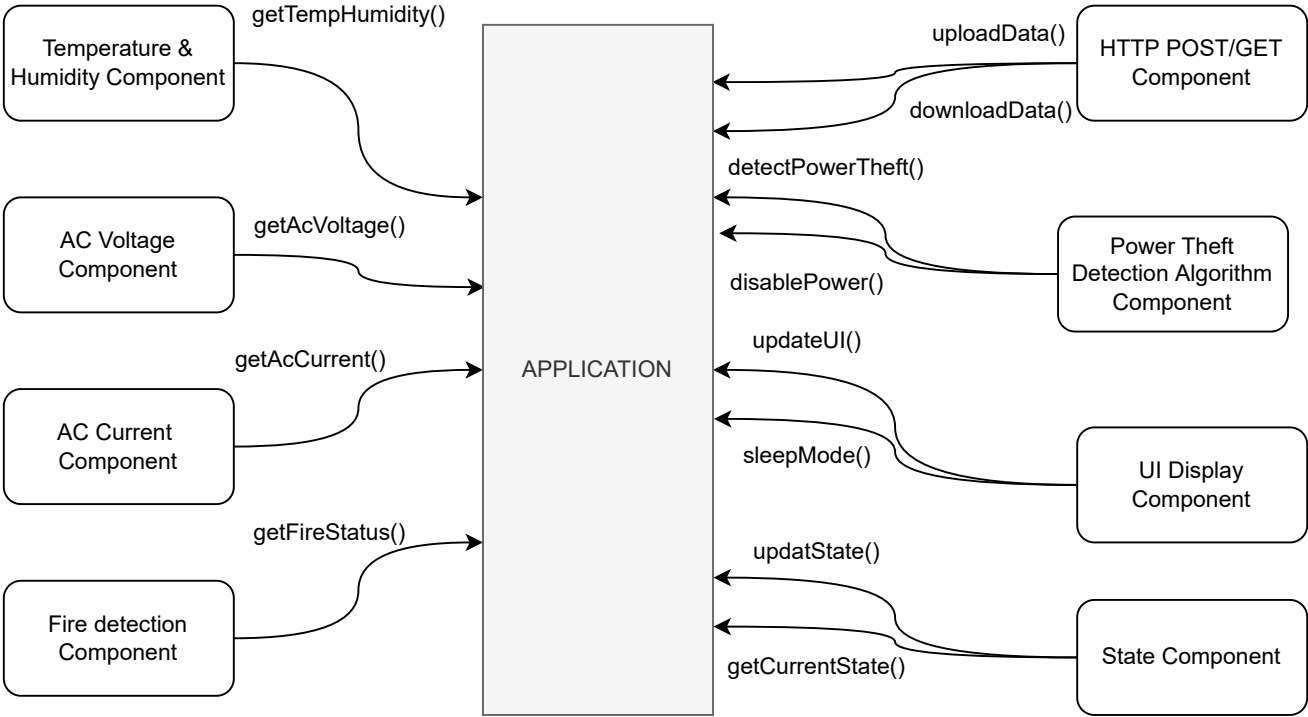 getTempHumidity()
Temperature &
Humidity Component
getAcVoltage()
AC Voltage
Component
getAcCurrent()
AC Current
Component
getFireStatus()
Fire detection
Component
APPLICATION
uploadData()
HTTP POST/GET
Component
downloadData()
detectPowerTheft()
Power Theft
Detection Algorithm
Component
disablePower()
updateUI()
sleepMode()
UI Display
Component
updatState()
State Component
getCurrentState()